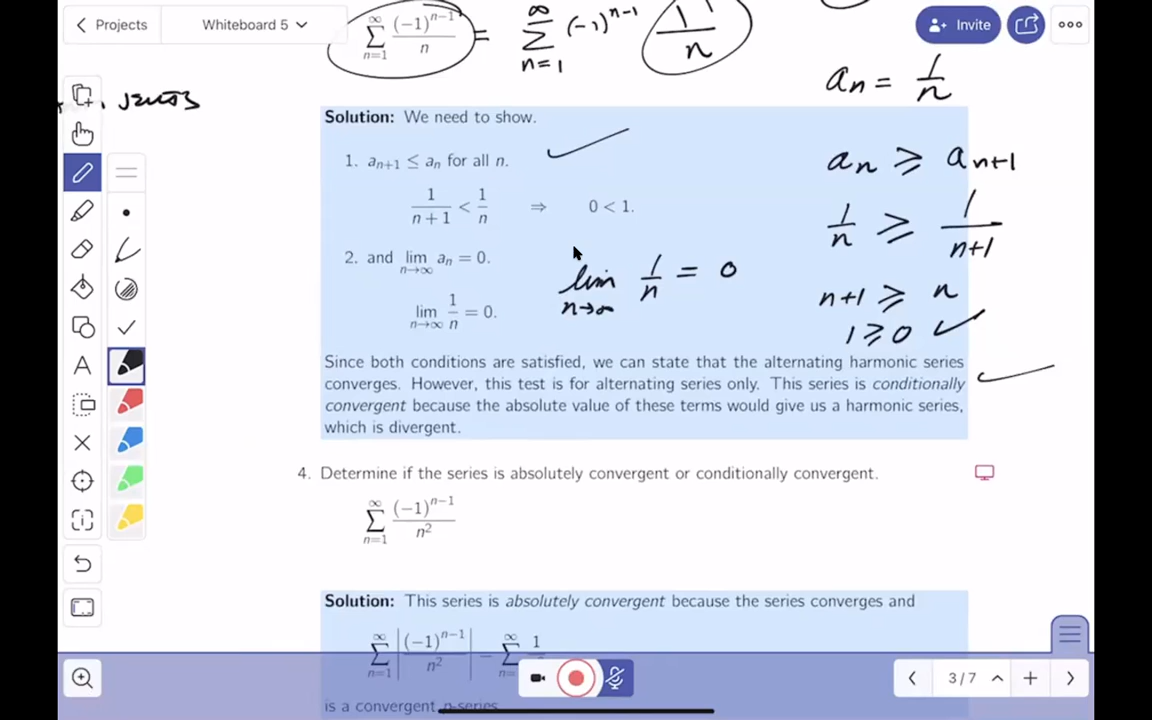 Projects
Whiteboard 5
Invite
∞ ∑ n=1 (−1)^{n−1} / n = ∞ ∑ n=1 (-1)^{n-1} 1/n
a_n = 1/n
Solution: We need to show.
1. a_{n+1} ≤ a_n for all n.
a_n ⩾ a_{n+1}
1/(n + 1) < 1/n ⇒ 0 < 1.
1/n ⩾ 1/(n+1)
2. and lim_{n→∞} a_n = 0.
lim_{n→∞} 1/n = 0
n+1 ⩾ n
lim_{n→∞} 1/n = 0.
1 ⩾ 0 ✓
Since both conditions are satisfied, we can state that the alternating harmonic series
converges. However, this test is for alternating series only. This series is conditionally
convergent because the absolute value of these terms would give us a harmonic series,
which is divergent.
4. Determine if the series is absolutely convergent or conditionally convergent.
∞ ∑ n=1 (−1)^{n−1} / n²
Solution: This series is absolutely convergent because the series converges and
∞ ∑ n=1 |(−1)^{n−1} / n²| = ∞ ∑ n= 1
is a convergent p-series
3/7